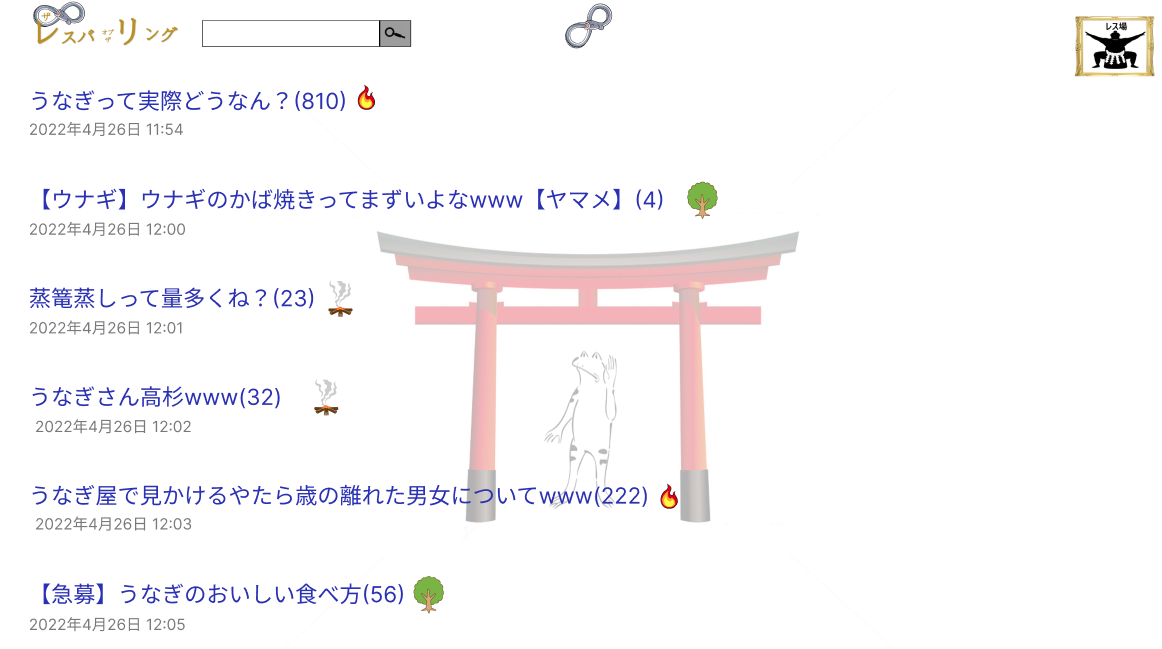 ザ
レスバ オブ ザ リング
レス場
うなぎって実際どうなん？(810)
2022年4月26日 11:54
【ウナギ】ウナギのかば焼きってまずいよなwww【ヤマメ】(4)
2022年4月26日 12:00
蒸篭蒸しって量多くね？(23)
2022年4月26日 12:01
うなぎさん高杉www(32)
2022年4月26日 12:02
うなぎ屋で見かけるやたら歳の離れた男女についてwww(222)
2022年4月26日 12:03
【急募】うなぎのおいしい食べ方(56)
2022年4月26日 12:05